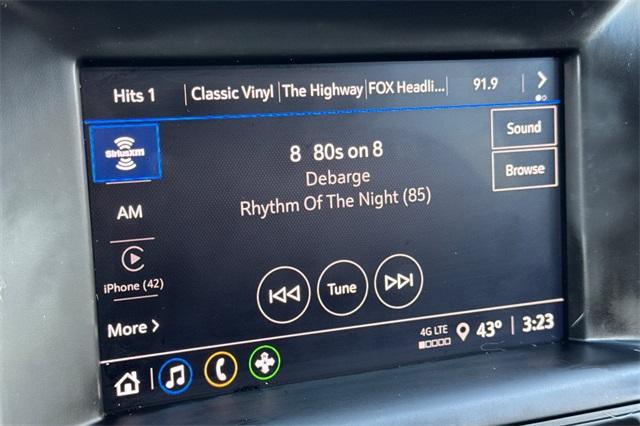 Hits 1 Classic Vinyl The Highway FOX Headli... 91.9
SiriusXM
8 80s on 8
Debarge
Rhythm Of The Night (85)
Sound
Browse
AM
iPhone (42)
Tune
More
4G LTE 43° 3:23